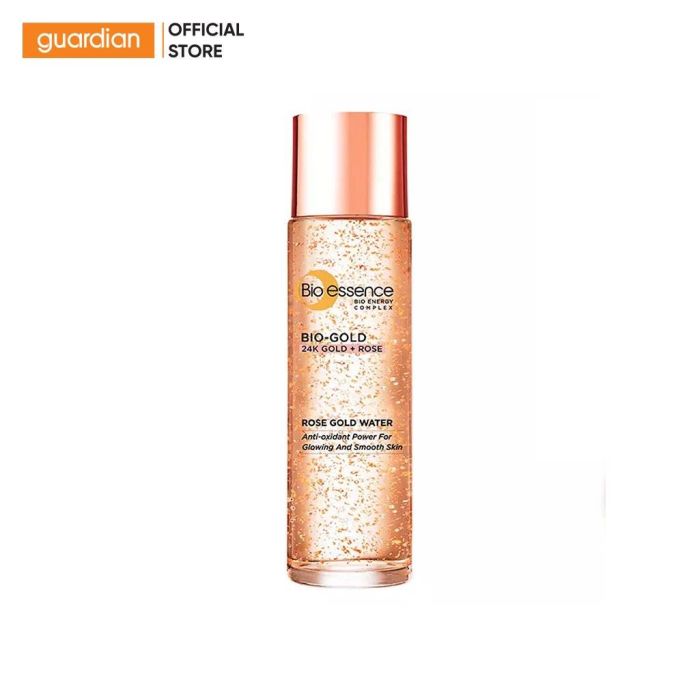 guardian
OFFICIAL
STORE
Bio essence
BIO ENERGY
COMPLEX
BIO-GOLD
24K GOLD + ROSE
ROSE GOLD WATER
Anti-oxidant Power For
Glowing And Smooth Skin